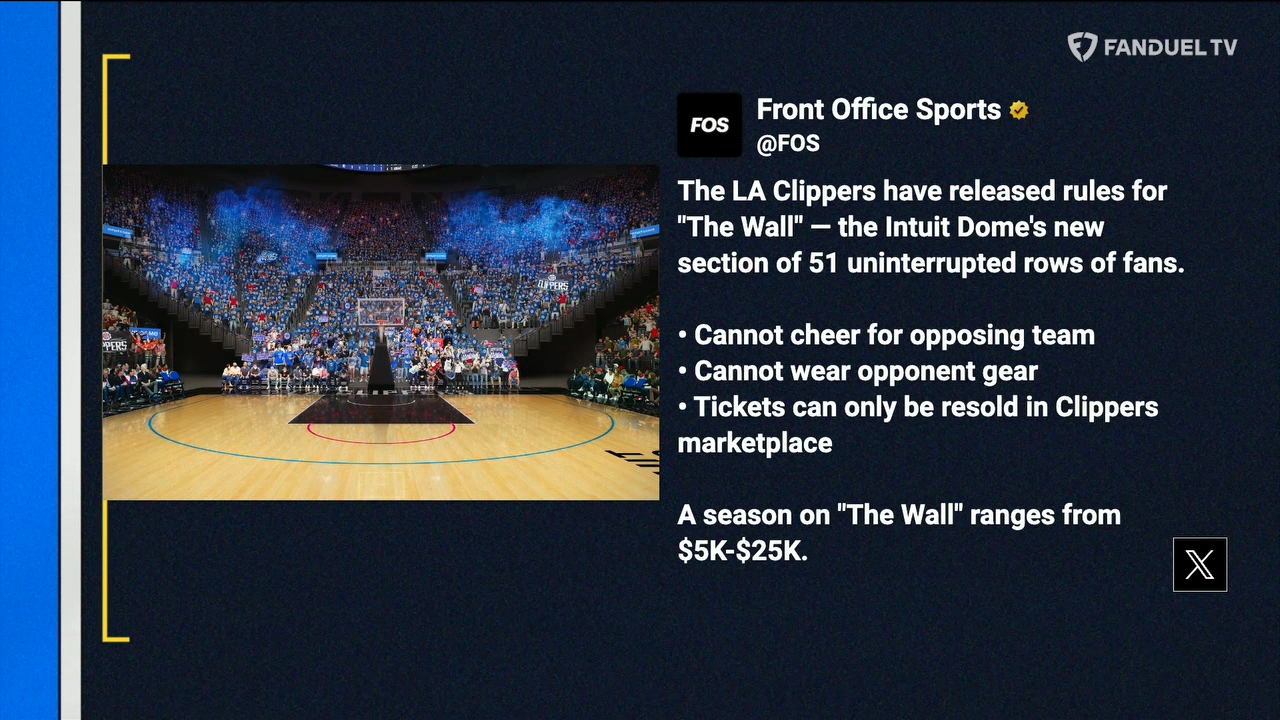 FANDUEL TV
FOS
Front Office Sports
@FOS
The LA Clippers have released rules for
"The Wall" — the Intuit Dome's new
section of 51 uninterrupted rows of fans.
• Cannot cheer for opposing team
• Cannot wear opponent gear
• Tickets can only be resold in Clippers
marketplace
A season on "The Wall" ranges from
$5K-$25K.
CLIPPERS